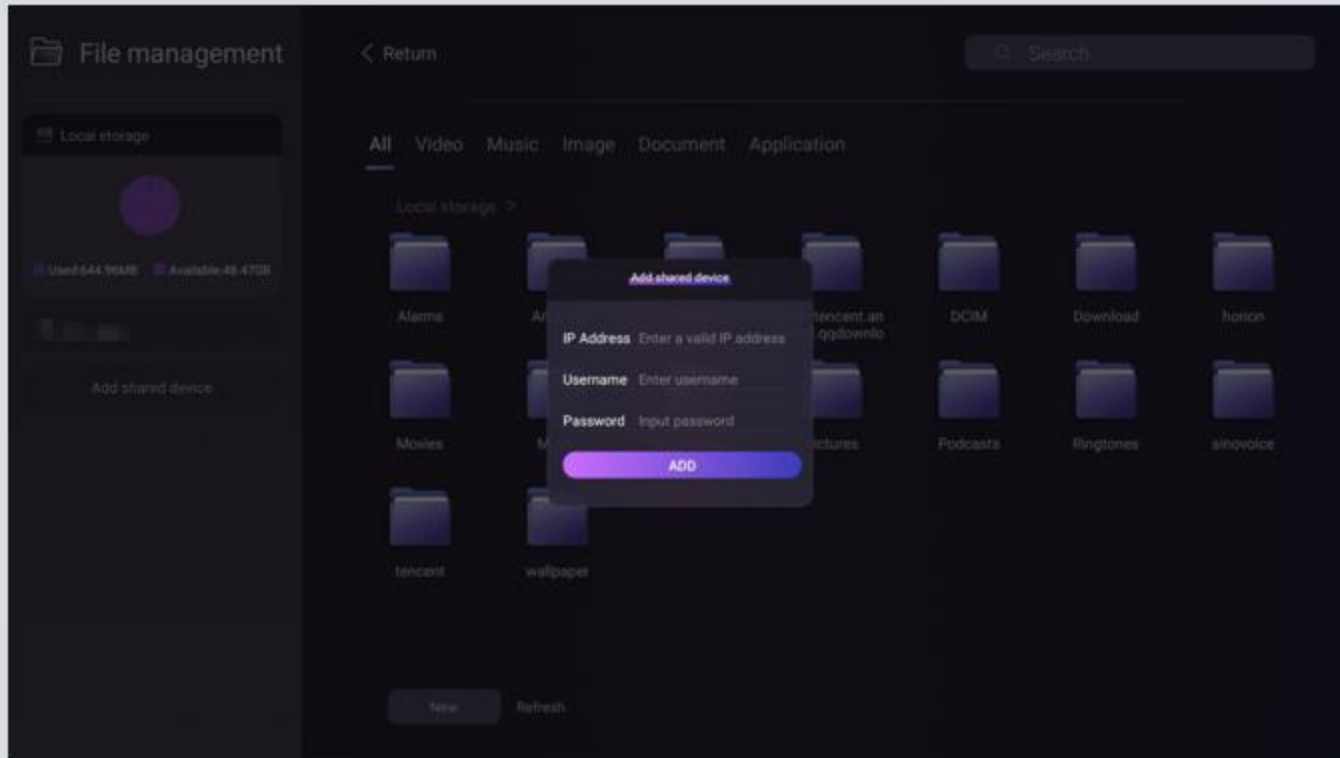 File management
Return
Search
Local storage
Used:644.96MB
Available:48.47GB
Add shared device
All
Video
Music
Image
Document
Application
Local storage >
Alarms
DCIM
Download
horion
Movies
Podcasts
Ringtones
sinovoice
tencent
wallpaper
Add shared device
IP Address Enter a valid IP address
Username Enter username
Password Input password
ADD
New
Refresh